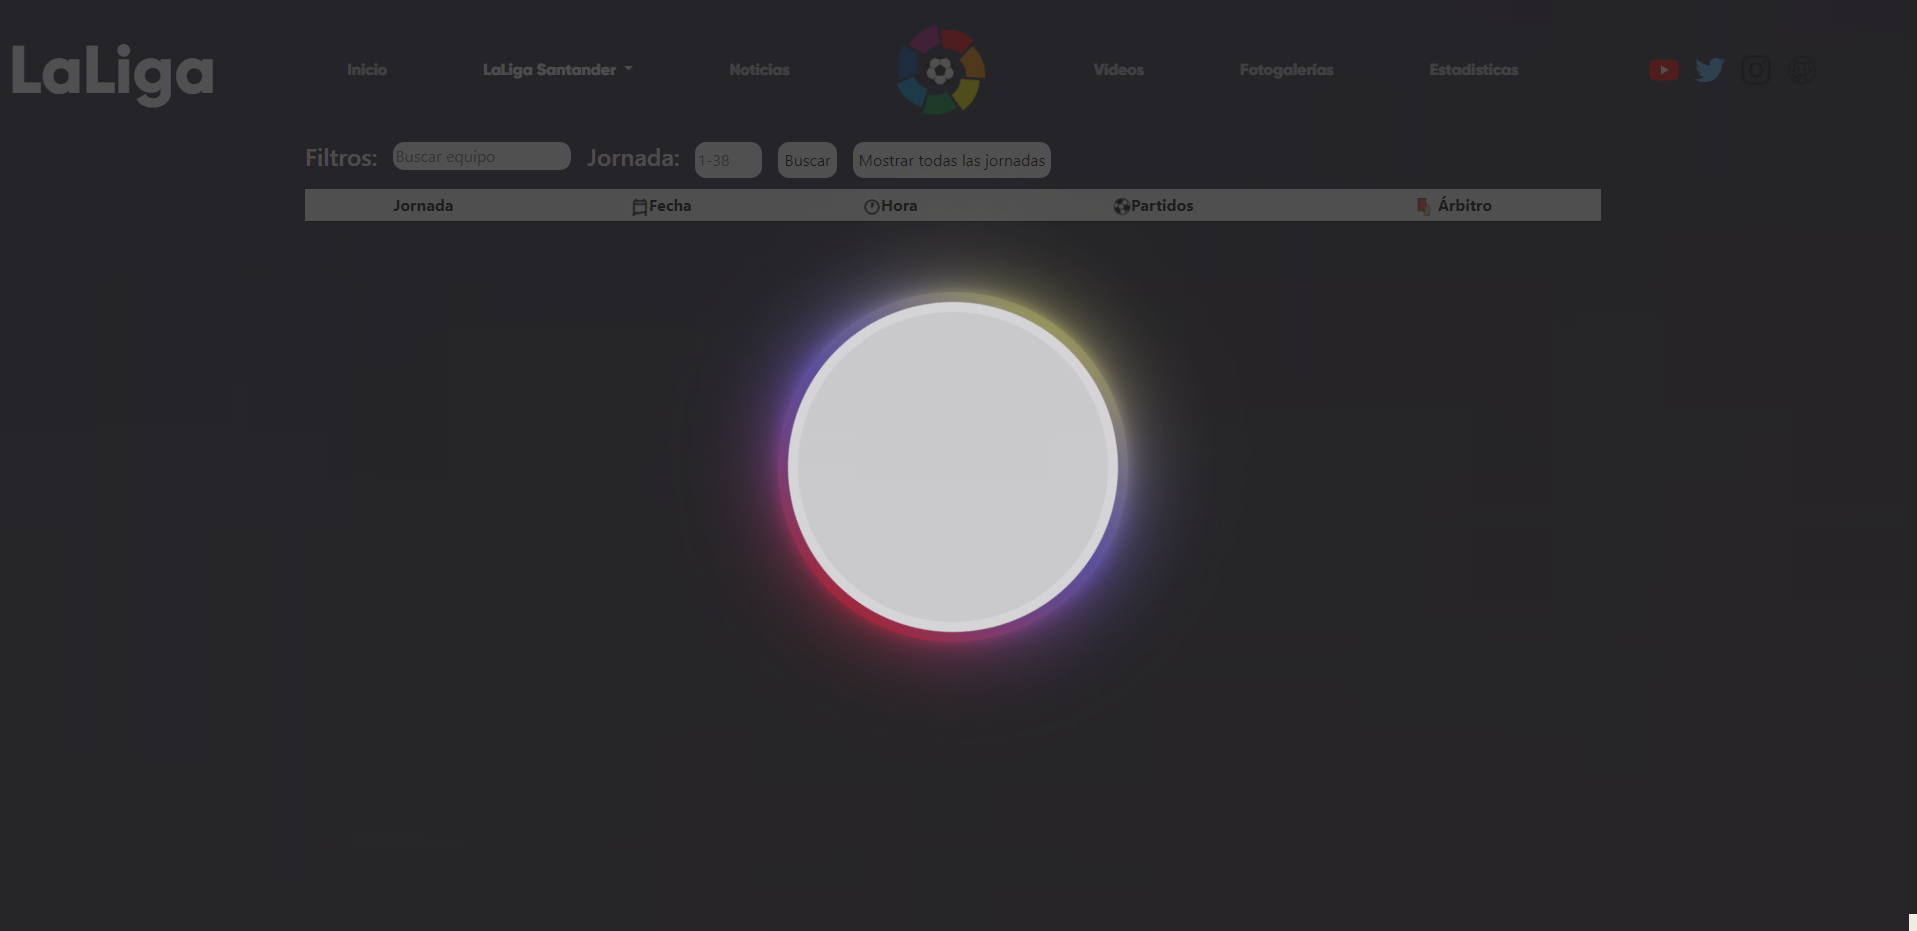 LaLiga
Inicio
LaLiga Santander
Noticias
Videos
Fotogalerías
Estadisticas
Filtros:
Buscar equipo
Jornada:
1-38
Buscar
Mostrar todas las jornadas
Jornada
Fecha
Hora
Partidos
Árbitro